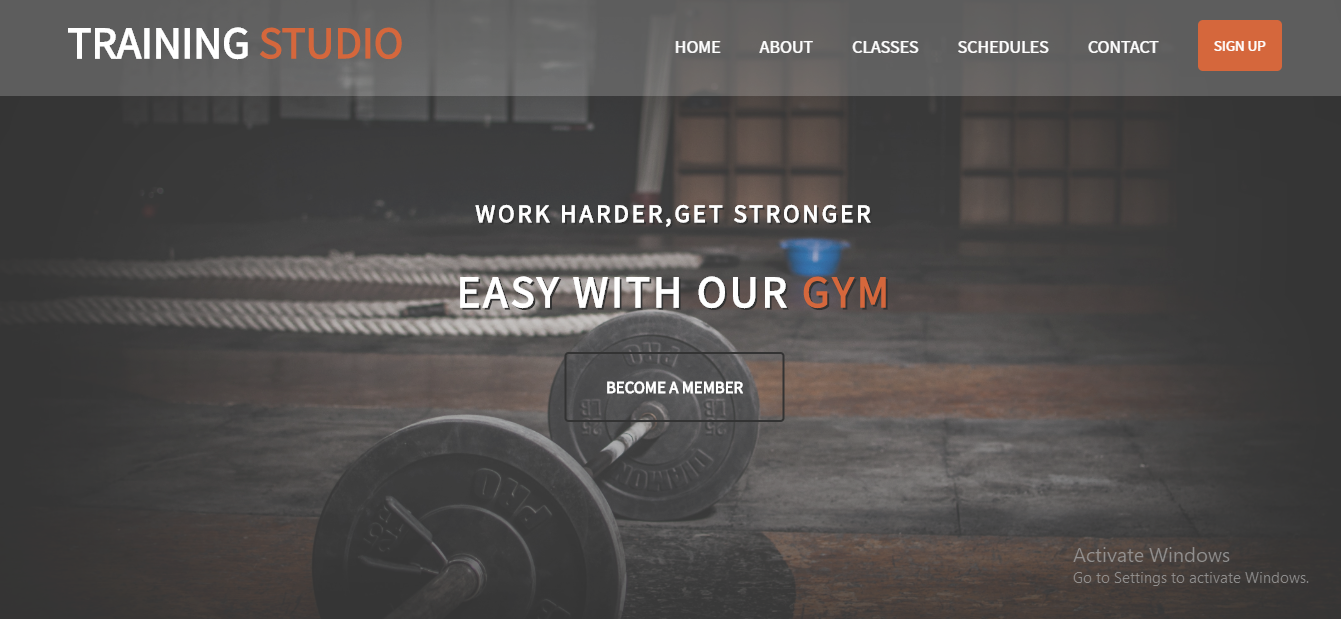 TRAINING STUDIO
HOME ABOUT CLASSES SCHEDULES CONTACT SIGN UP
WORK HARDER,GET STRONGER
EASY WITH OUR GYM
BECOME A MEMBER
Activate Windows
Go to Settings to activate Windows.